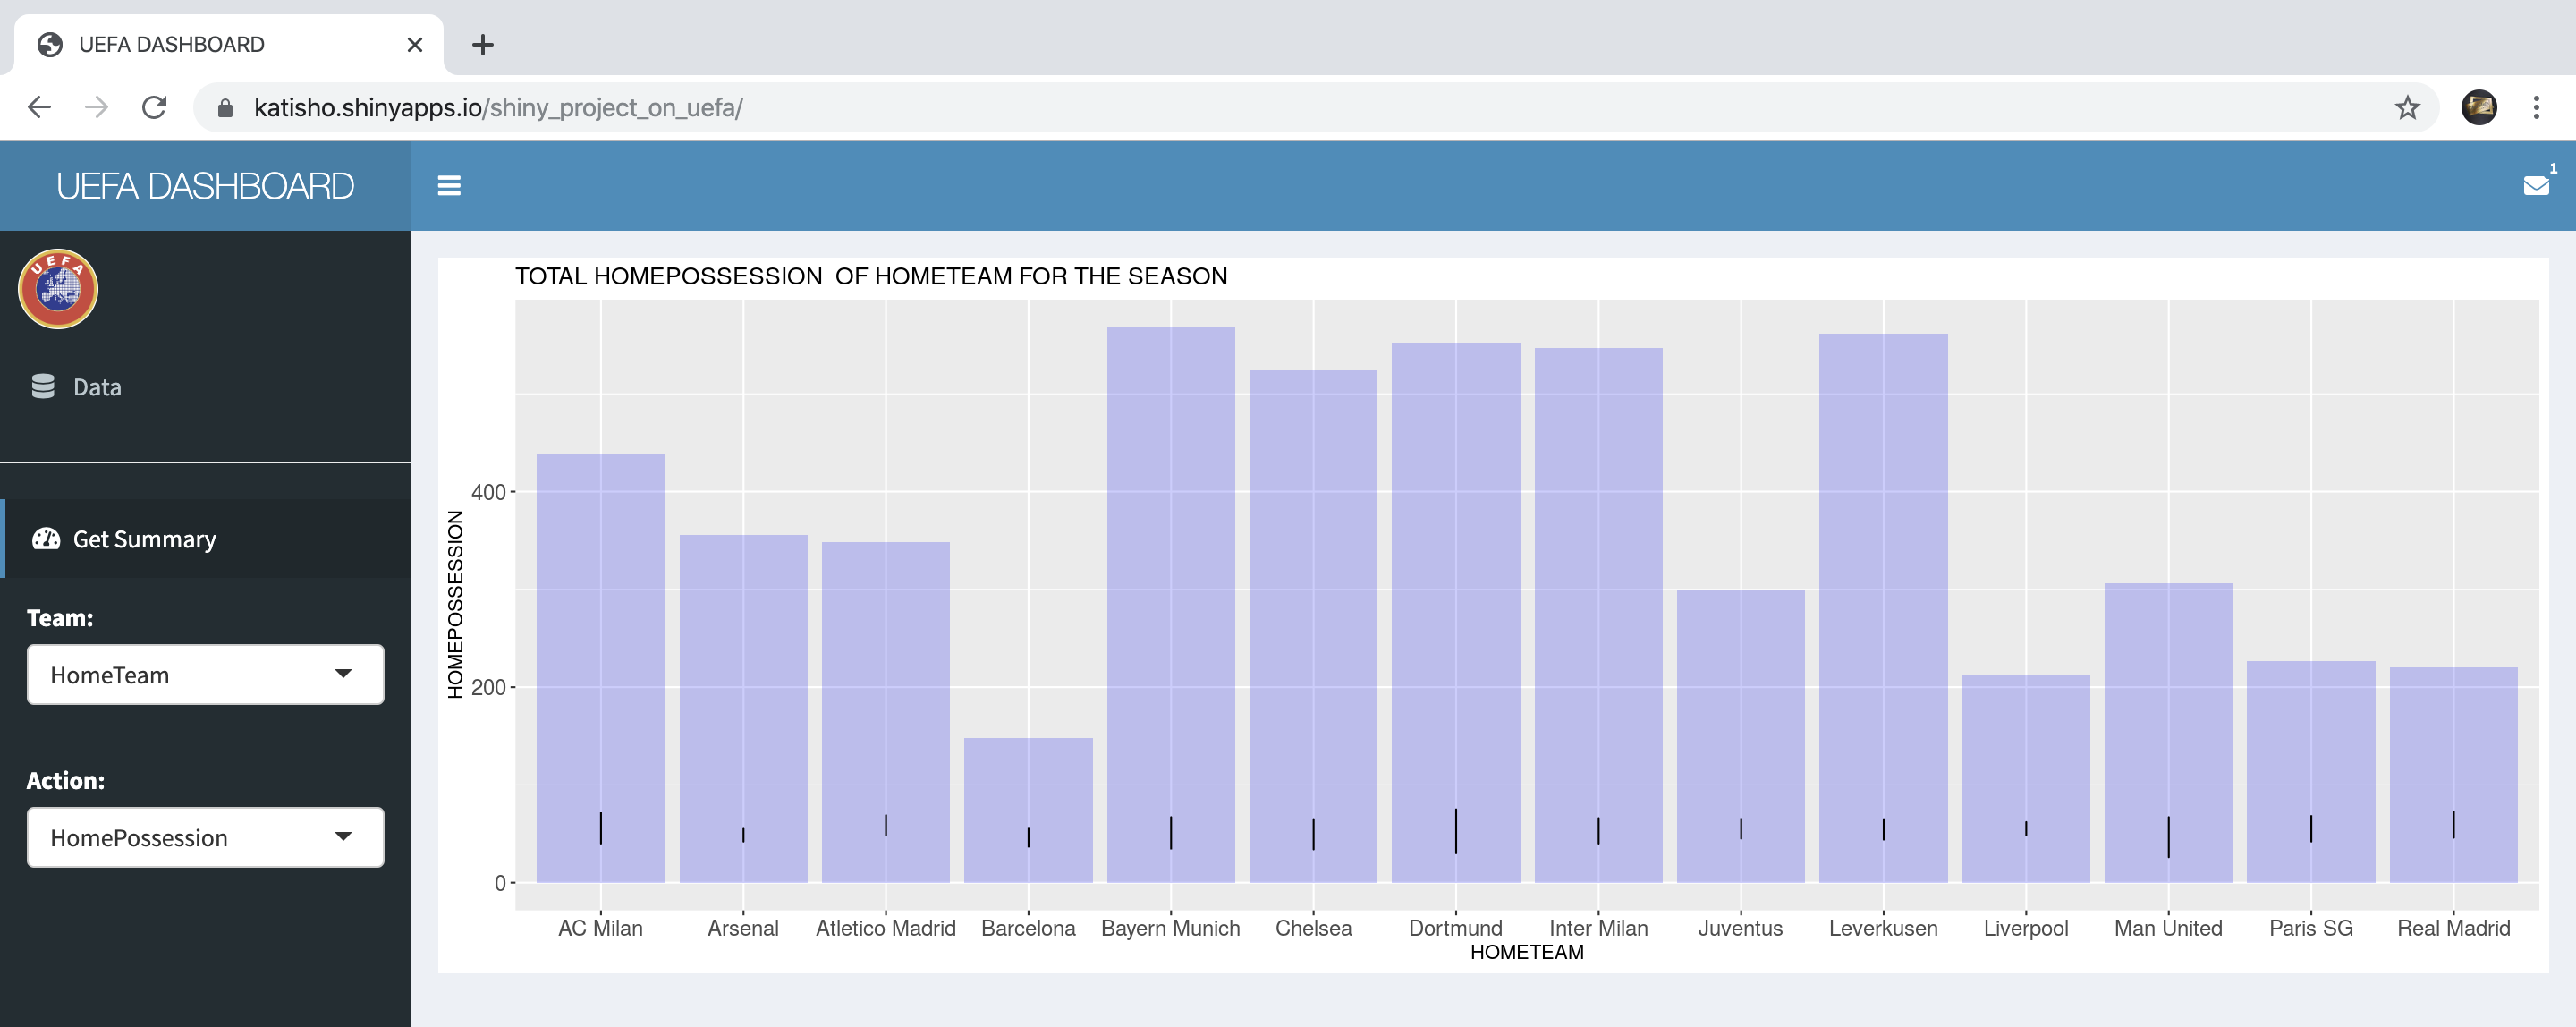 UEFA DASHBOARD
katisho.shinyapps.io/shiny_project_on_uefa/
UEFA DASHBOARD
1
UEFA
Data
Get Summary
Team:
HomeTeam
Action:
HomePossession
TOTAL HOMEPOSSESSION  OF HOMETEAM FOR THE SEASON
HOMEPOSSESSION
400
200
0
AC Milan Arsenal Atletico Madrid Barcelona Bayern Munich Chelsea Dortmund Inter Milan Juventus Leverkusen Liverpool Man United Paris SG Real Madrid
HOMETEAM